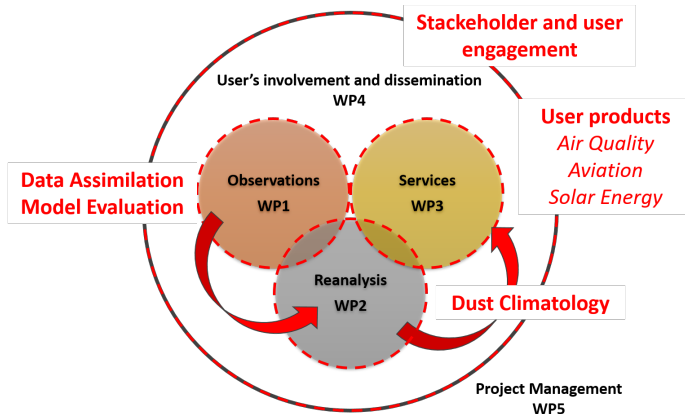 Stackeholder and user
engagement
User's involvement and dissemination
WP4
User products
Air Quality
Aviation
Solar Energy
Data Assimilation
Model Evaluation
Observations
WP1
Services
WP3
Reanalysis
WP2
Dust Climatology
Project Management
WP5